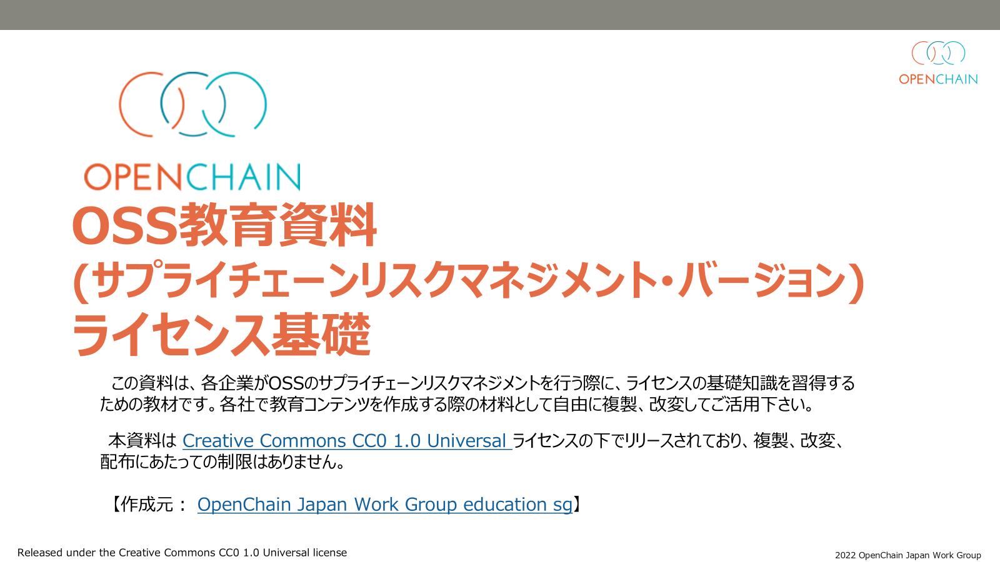 OPENCHAIN
OPENCHAIN
OSS教育資料
(サプライチェーンリスクマネジメント・バージョン)
ライセンス基礎
この資料は、各企業がOSSのサプライチェーンリスクマネジメントを行う際に、ライセンスの基礎知識を習得する
ための教材です。各社で教育コンテンツを作成する際の材料として自由に複製、改変してご活用下さい。
本資料は Creative Commons CC0 1.0 Universal ライセンスの下でリリースされており、複製、改変、
配布にあたっての制限はありません。
【作成元： OpenChain Japan Work Group education sg】
Released under the Creative Commons CC0 1.0 Universal license
2022 OpenChain Japan Work Group